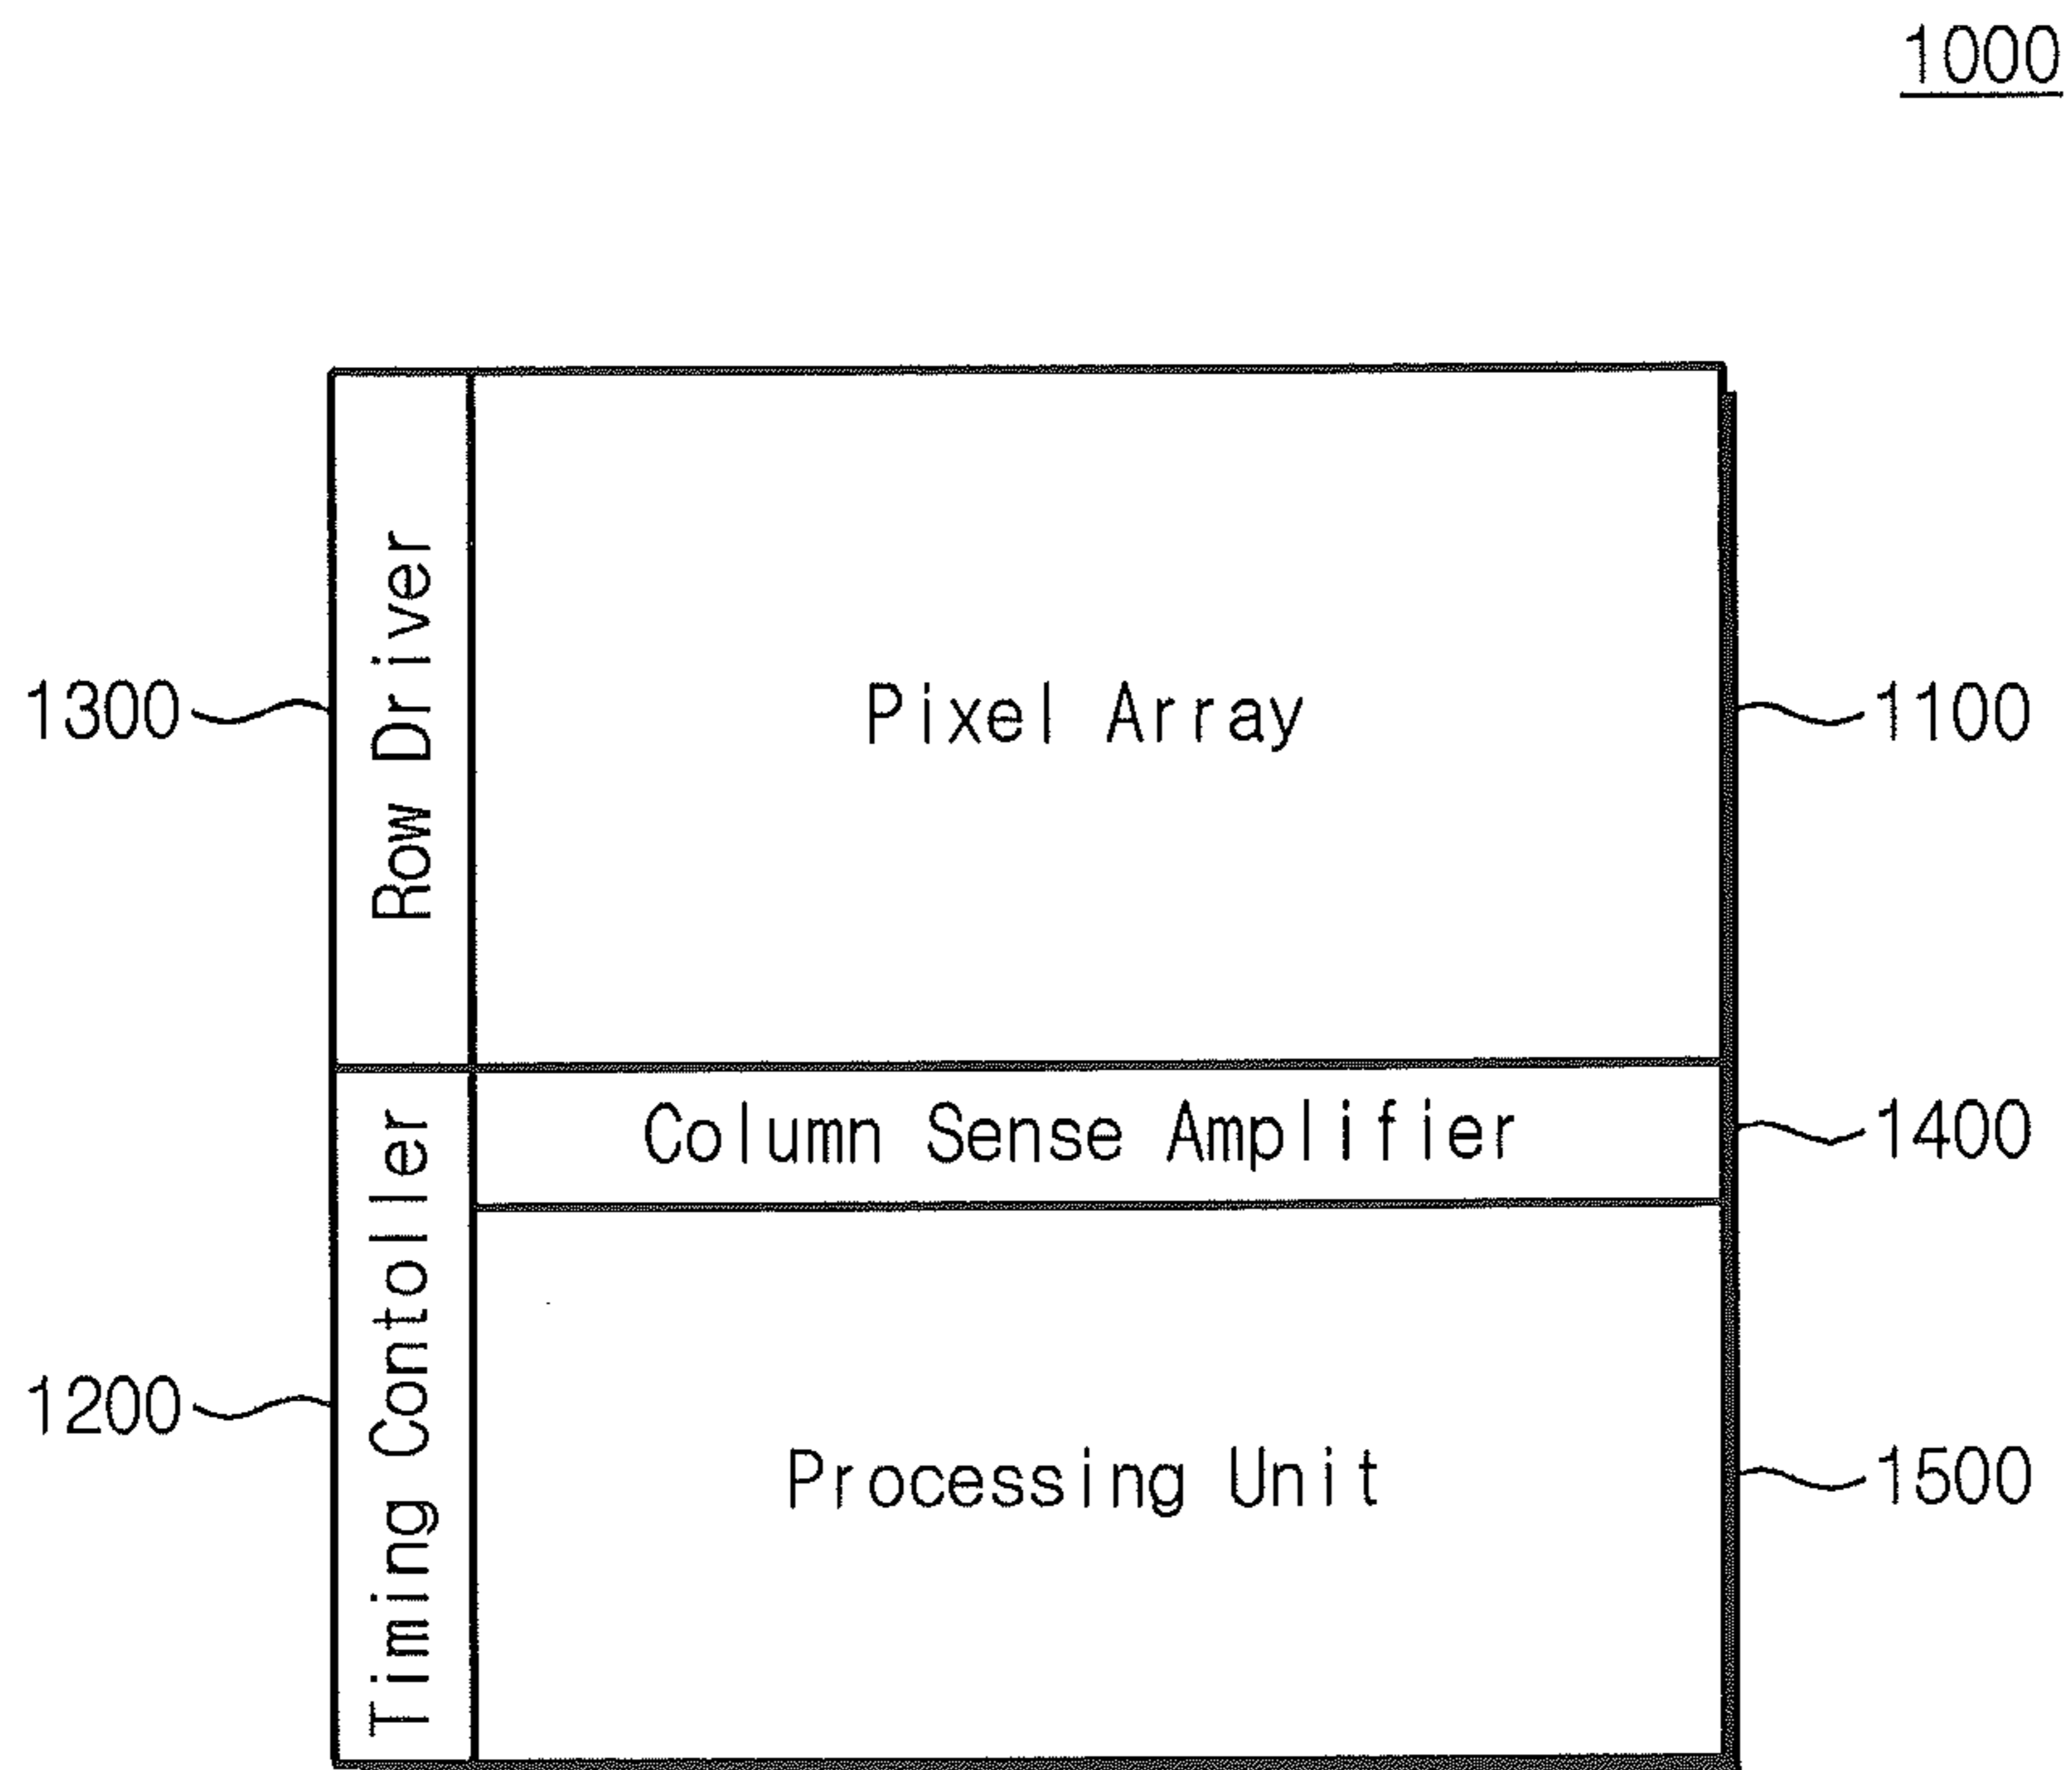 1000
Row Driver
Pixel Array
1300
1100
Column Sense Amplifier
1400
Timing Contoller
1200
Processing Unit
1500